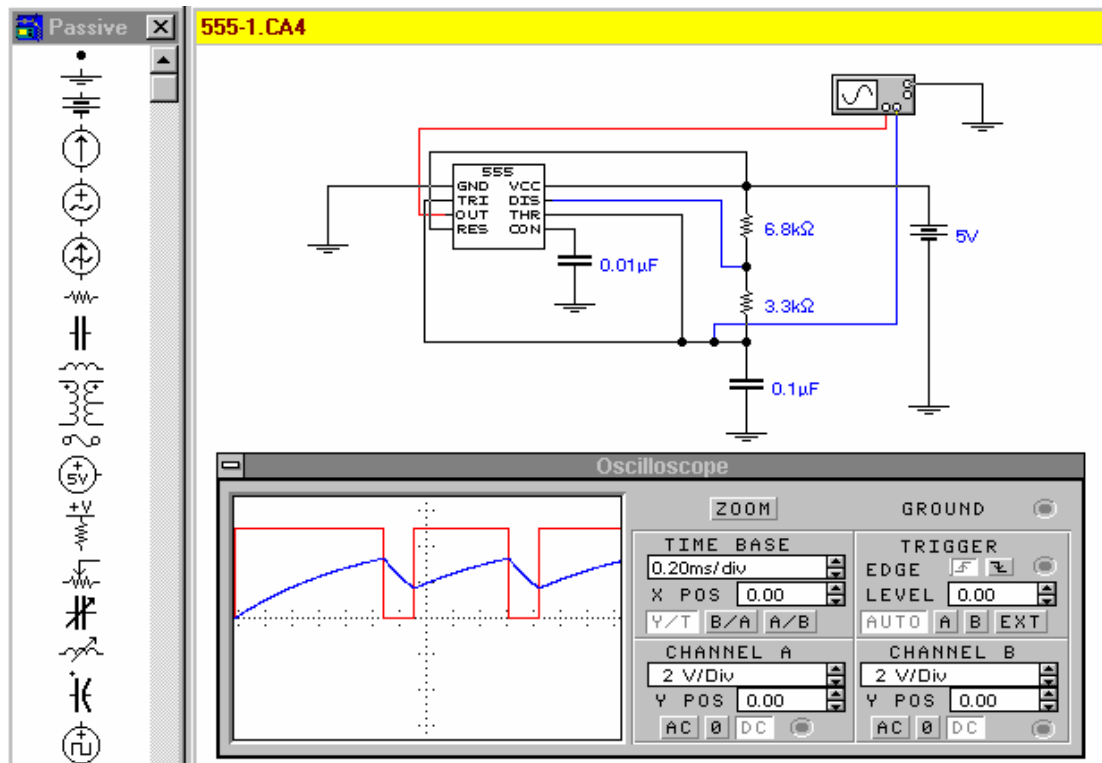 Passive
5v
+V
555-1.CA4
555
GND VCC
TRI DIS
OUT THR
RES CON
0.01µF
6.8kΩ
3.3kΩ
0.1µF
5V
Oscilloscope
ZOOM
GROUND
TIME BASE
0.20ms/div
X POS 0.00
Y/T B/A A/B
TRIGGER
EDGE
LEVEL 0.00
AUTO A B EXT
CHANNEL A
2 V/Div
Y POS 0.00
AC 0 DC
CHANNEL B
2 V/Div
Y POS 0.00
AC 0 DC